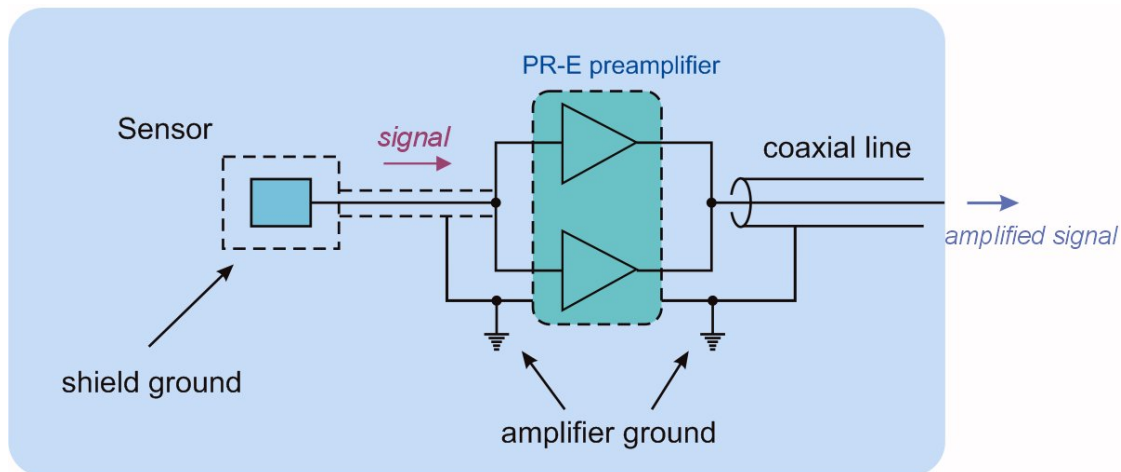 PR-E preamplifier
Sensor
signal
coaxial line
amplified signal
shield ground
amplifier ground